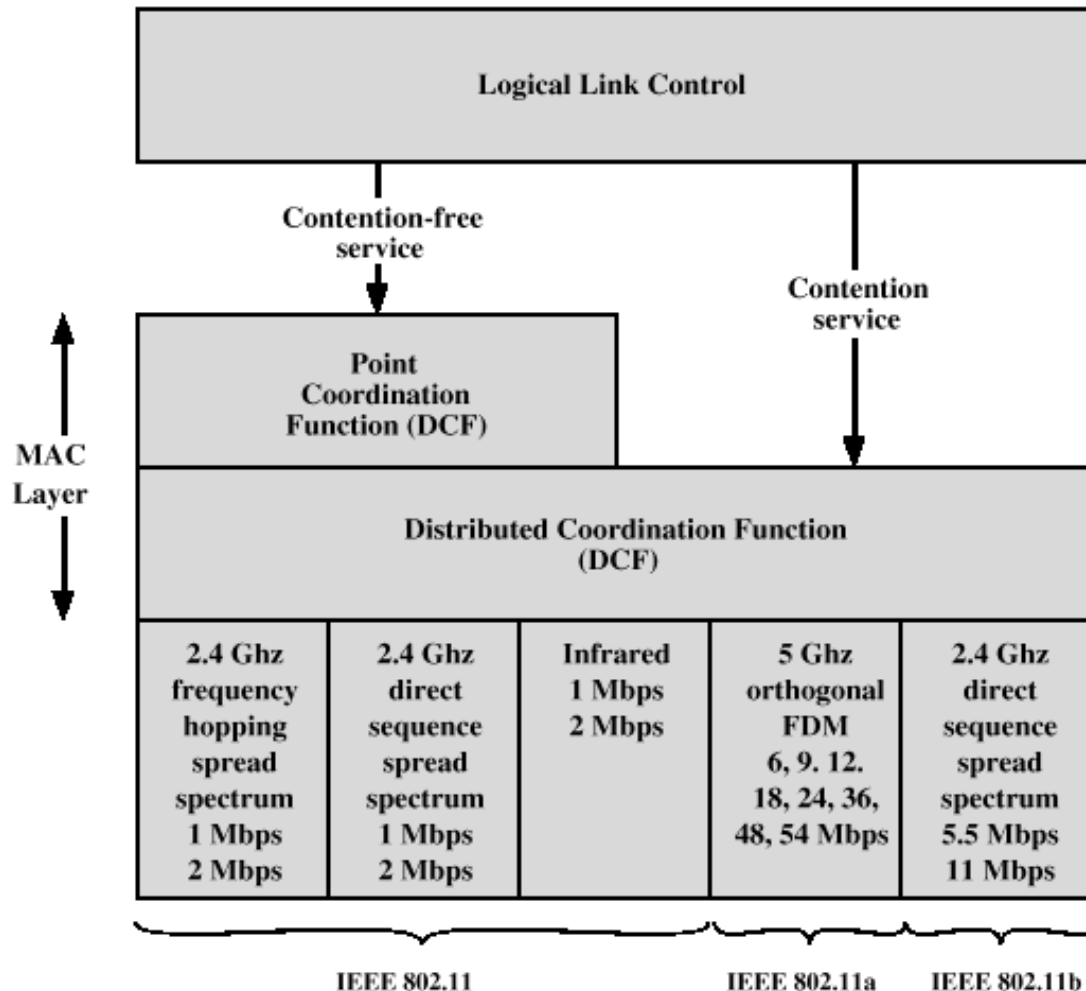 Logical Link Control
Contention-free
service
Contention
service
Point
Coordination
Function (DCF)
MAC
Layer
Distributed Coordination Function
(DCF)
2.4 Ghz
frequency
hopping
spread
spectrum
1 Mbps
2 Mbps
2.4 Ghz
direct
sequence
spread
spectrum
1 Mbps
2 Mbps
Infrared
1 Mbps
2 Mbps
5 Ghz
orthogonal
FDM
6, 9. 12.
18, 24, 36,
48, 54 Mbps
2.4 Ghz
direct
sequence
spread
spectrum
5.5 Mbps
11 Mbps
IEEE 802.11
IEEE 802.11a
IEEE 802.11b